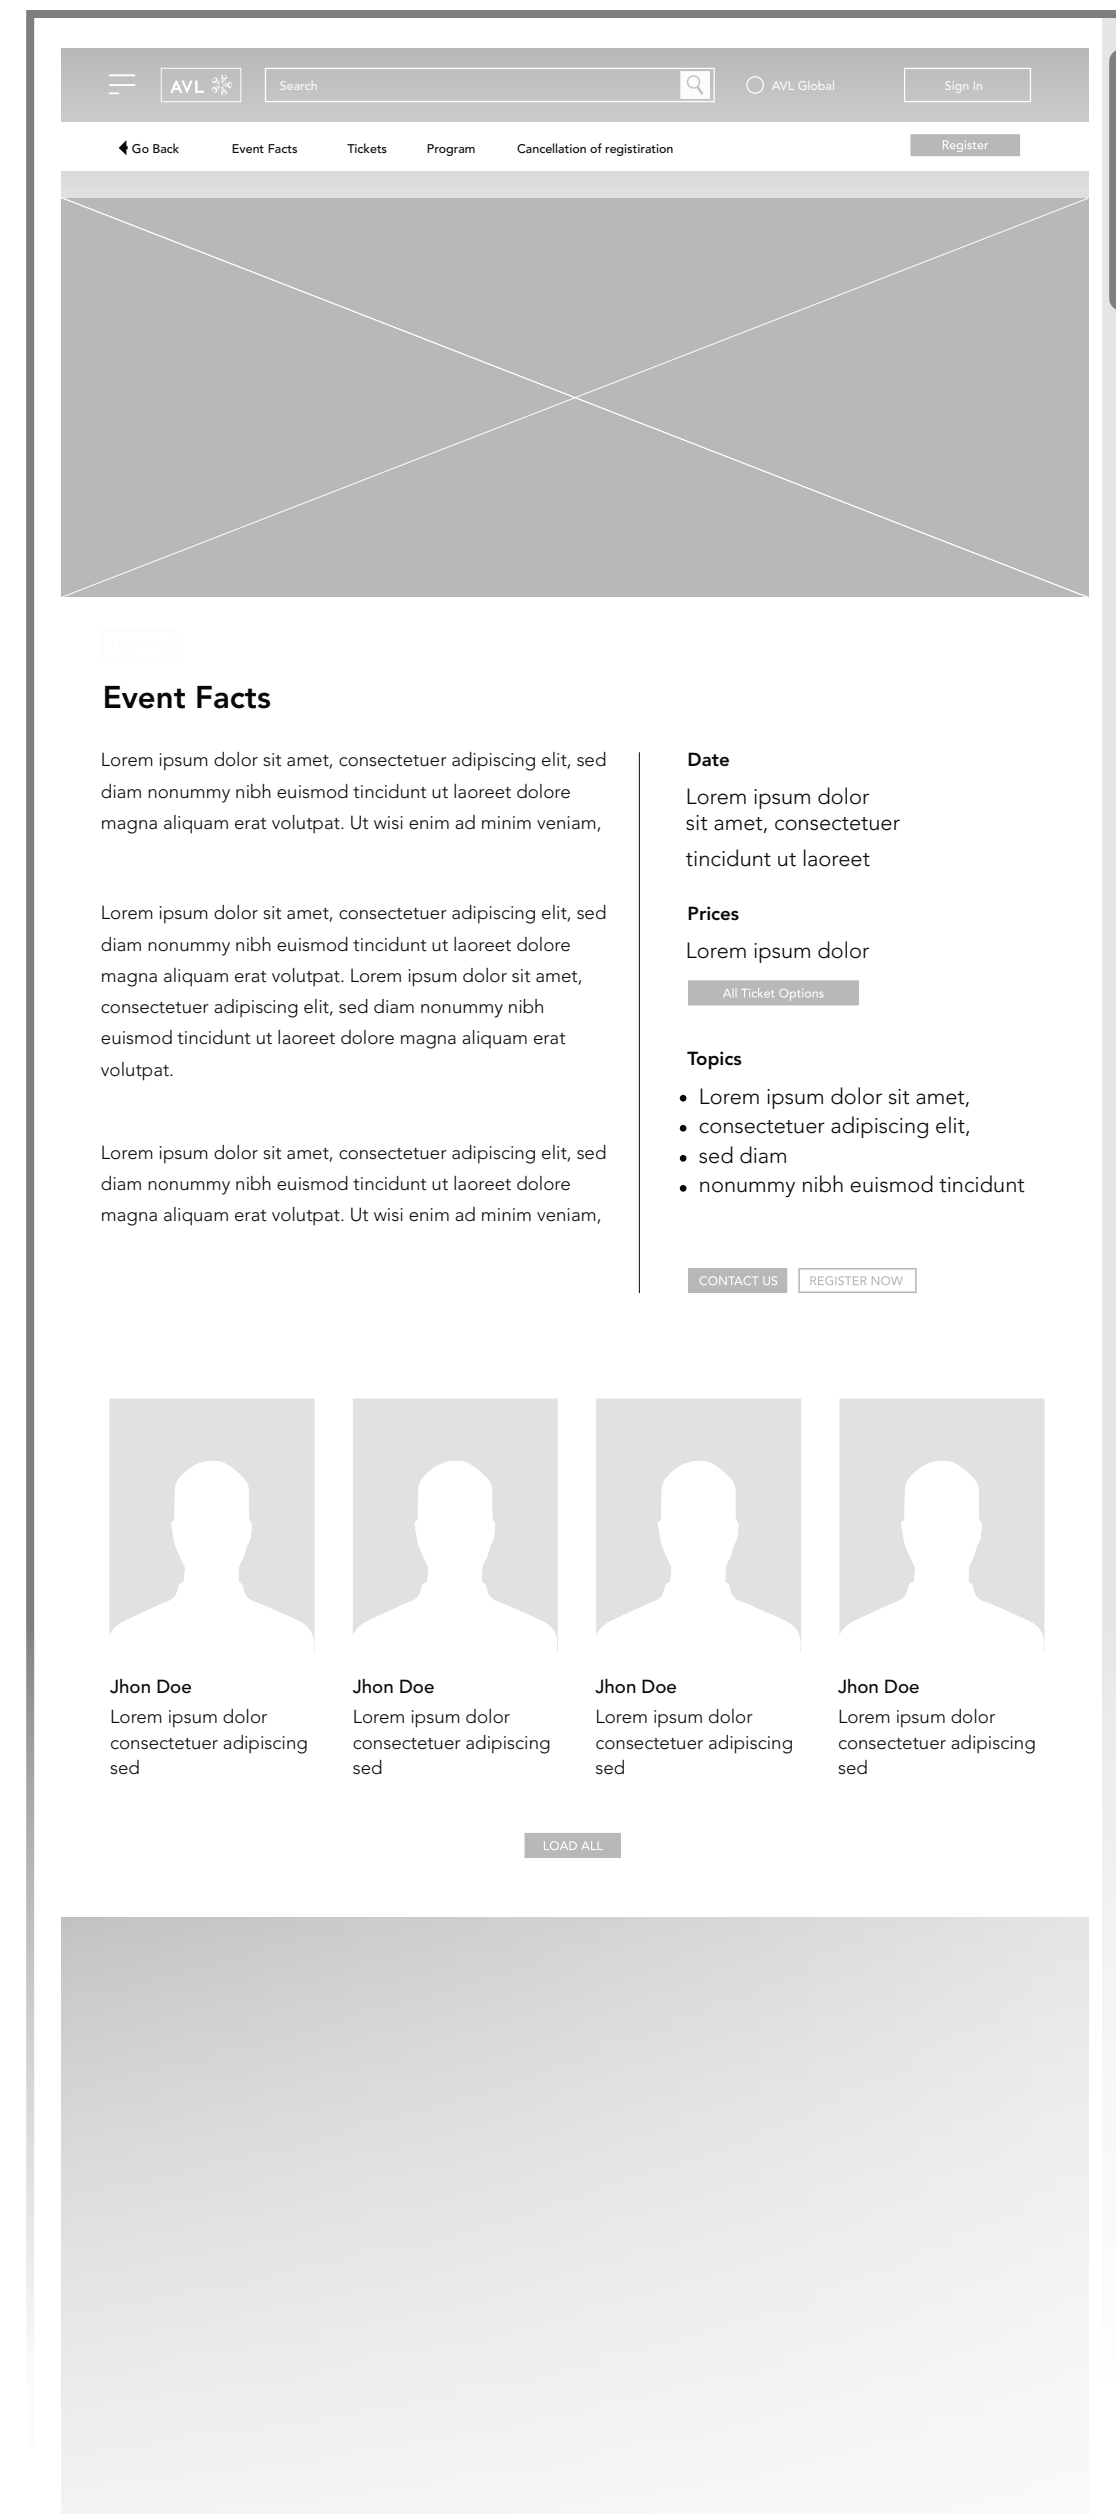 AVL
Search
AVL Global
Sign In
Go Back
Event Facts
Tickets
Program
Cancellation of registiration
Register
Event Facts
Lorem ipsum dolor sit amet, consectetuer adipiscing elit, sed
diam nonummy nibh euismod tincidunt ut laoreet dolore
magna aliquam erat volutpat. Ut wisi enim ad minim veniam,
Lorem ipsum dolor sit amet, consectetuer adipiscing elit, sed
diam nonummy nibh euismod tincidunt ut laoreet dolore
magna aliquam erat volutpat. Lorem ipsum dolor sit amet,
consectetuer adipiscing elit, sed diam nonummy nibh
euismod tincidunt ut laoreet dolore magna aliquam erat
volutpat.
Lorem ipsum dolor sit amet, consectetuer adipiscing elit, sed
diam nonummy nibh euismod tincidunt ut laoreet dolore
magna aliquam erat volutpat. Ut wisi enim ad minim veniam,
Date
Lorem ipsum dolor
sit amet, consectetuer
tincidunt ut laoreet
Prices
Lorem ipsum dolor
All Ticket Options
Topics
• Lorem ipsum dolor sit amet,
• consectetuer adipiscing elit,
• sed diam
• nonummy nibh euismod tincidunt
CONTACT US
REGISTER NOW
Jhon Doe
Lorem ipsum dolor
consectetuer adipiscing
sed
Jhon Doe
Lorem ipsum dolor
consectetuer adipiscing
sed
Jhon Doe
Lorem ipsum dolor
consectetuer adipiscing
sed
Jhon Doe
Lorem ipsum dolor
consectetuer adipiscing
sed
LOAD ALL